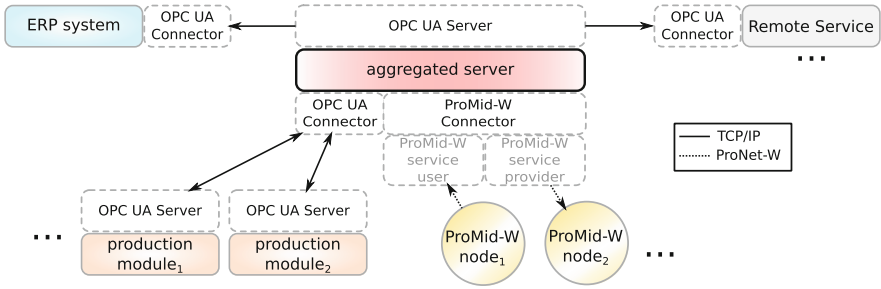 ERP system
OPC UA
Connector
OPC UA Server
OPC UA
Connector
Remote Service
...
aggregated server
OPC UA
Connector
ProMid-W
Connector
TCP/IP
ProNet-W
ProMid-W
service
user
ProMid-W
service
provider
...
OPC UA Server
OPC UA Server
production
module1
production
module2
ProMid-W
node1
ProMid-W
node2
...